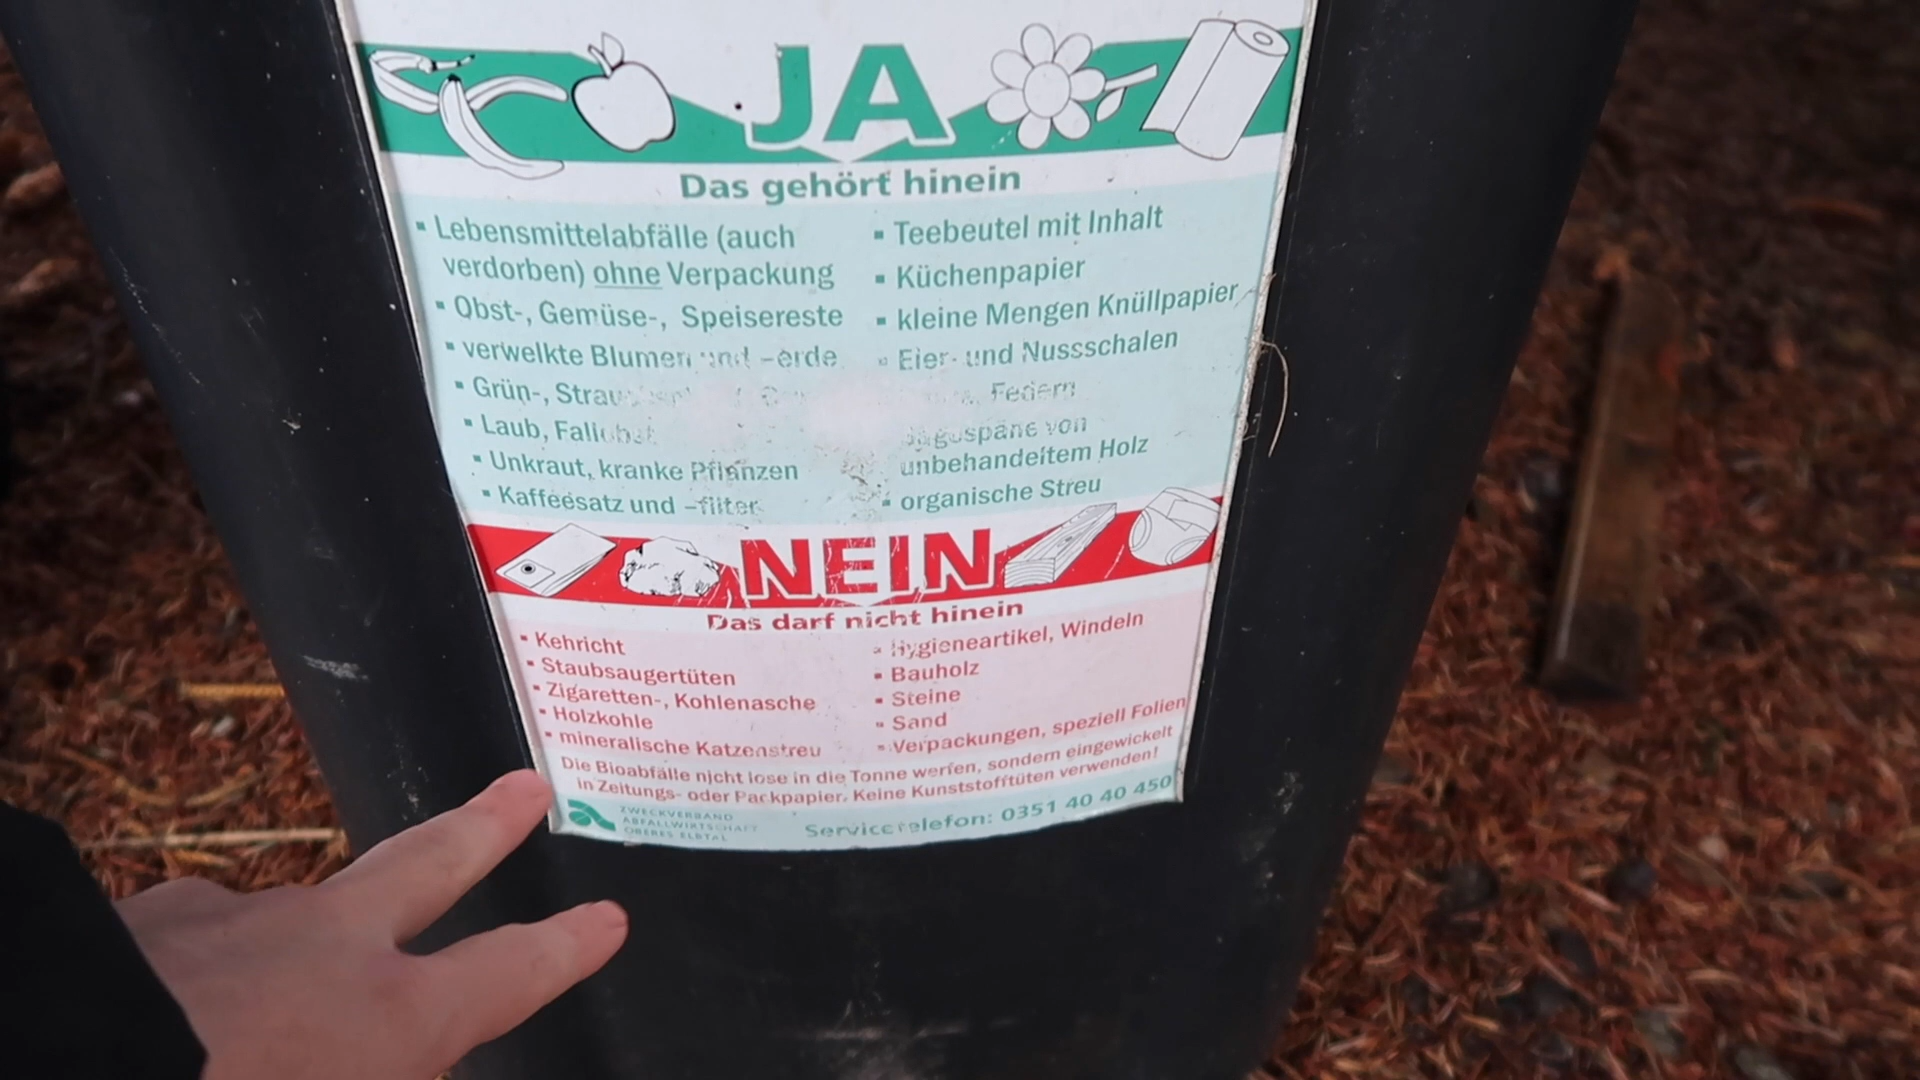 JA
Das gehört hinein
▪ Lebensmittelabfälle (auch
verdorben) ohne Verpackung
▪ Obst-, Gemüse-, Speisereste
▪ verwelkte Blumen und –erde
▪ Grün-,
▪ Laub, Fallobst
▪ Unkraut, kranke Pflanzen
▪ Kaffeesatz und –filter
▪ Teebeutel mit Inhalt
▪ Küchenpapier
▪ kleine Mengen Knüllpapier
▪ Eier- und Nussschalen
Federn
Sägespäne von
unbehandeltem Holz
▪ organische Streu
NEIN
Das darf nicht hinein
▪ Kehricht
▪ Staubsaugertüten
▪ Zigaretten-, Kohlenasche
▪ Holzkohle
▪ mineralische Katzenstreu
▪ Hygieneartikel, Windeln
▪ Bauholz
▪ Steine
▪ Sand
▪ Verpackungen, speziell Folien
Die Bioabfälle nicht lose in die Tonne werfen, sondern eingewickelt
in Zeitungs- oder Packpapier. Keine Kunststofftüten verwenden!
ZWECKVERBAND
ABFALLWIRTSCHAFT
OBERES ELBTAL
Servicetelefon: 0351 40 40 450